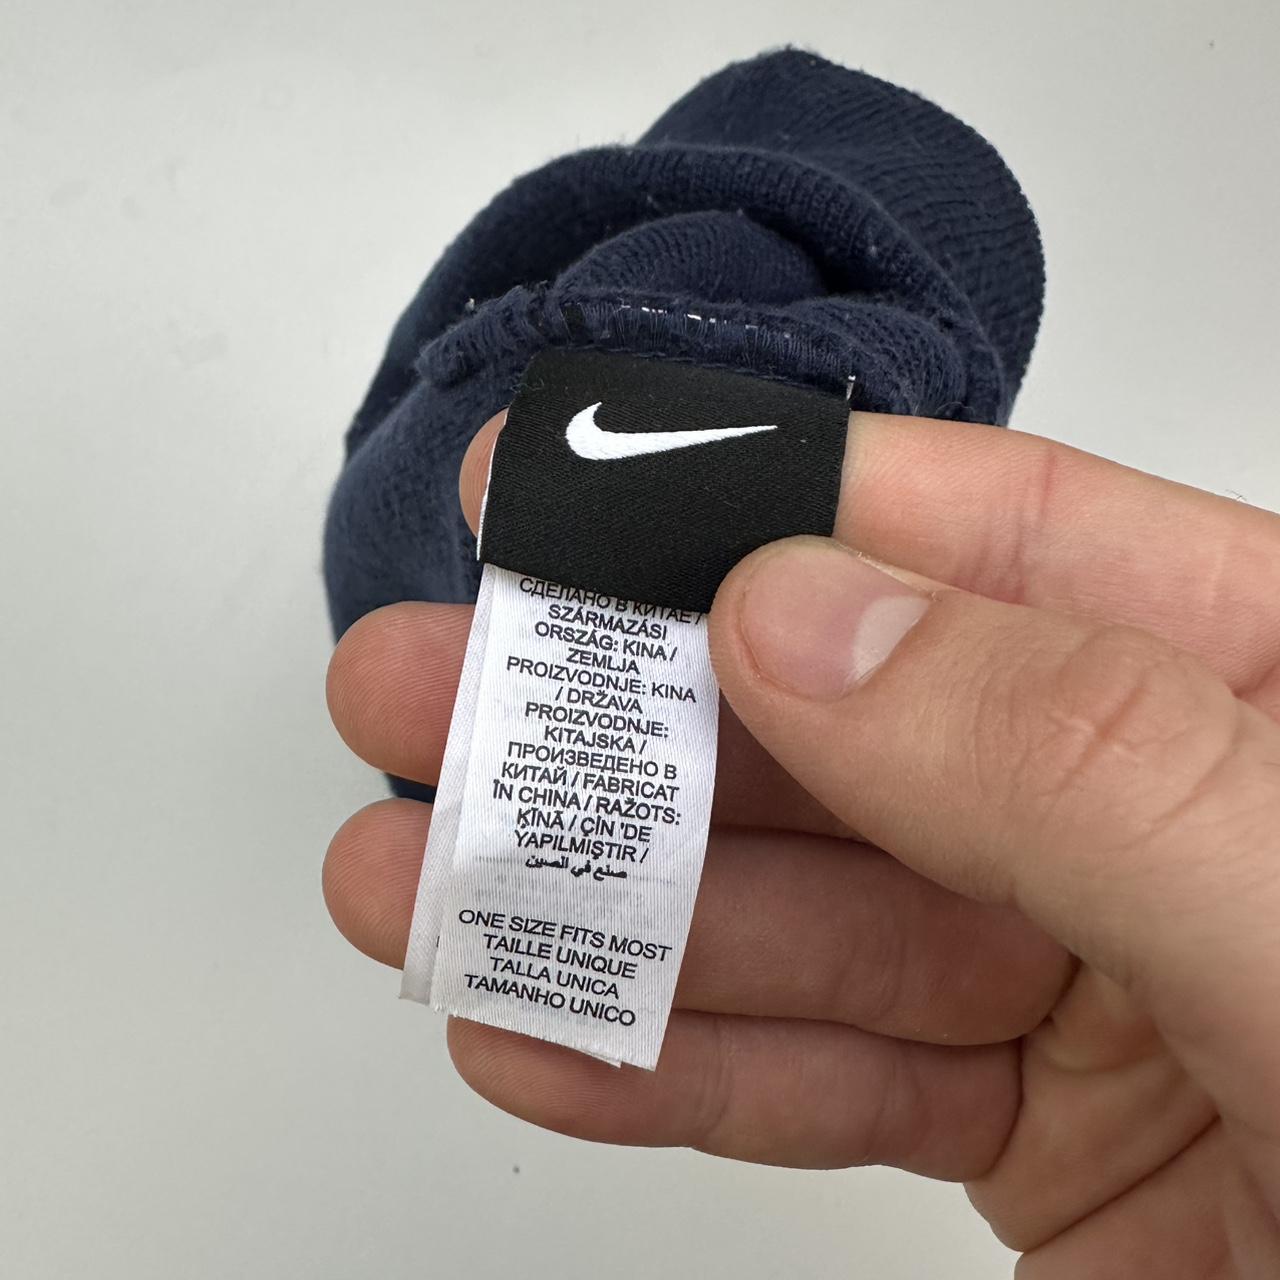 СДЕЛАНО В КИТАЕ /
SZÁRMAZÁSI
ORSZÁG: KINA /
ZEMLJA
PROIZVODNJE: KINA
/ DRŽAVA
PROIZVODNJE:
KITAJSKA /
ПРОИЗВЕДЕНО В
КИТАЙ / FABRICAT
ÎN CHINA / RAŽOTS:
ĶĪNĀ / ÇİN 'DE
YAPILMIŞTIR /
صنع في الصين
ONE SIZE FITS MOST
TAILLE UNIQUE
TALLA UNICA
TAMANHO UNICO